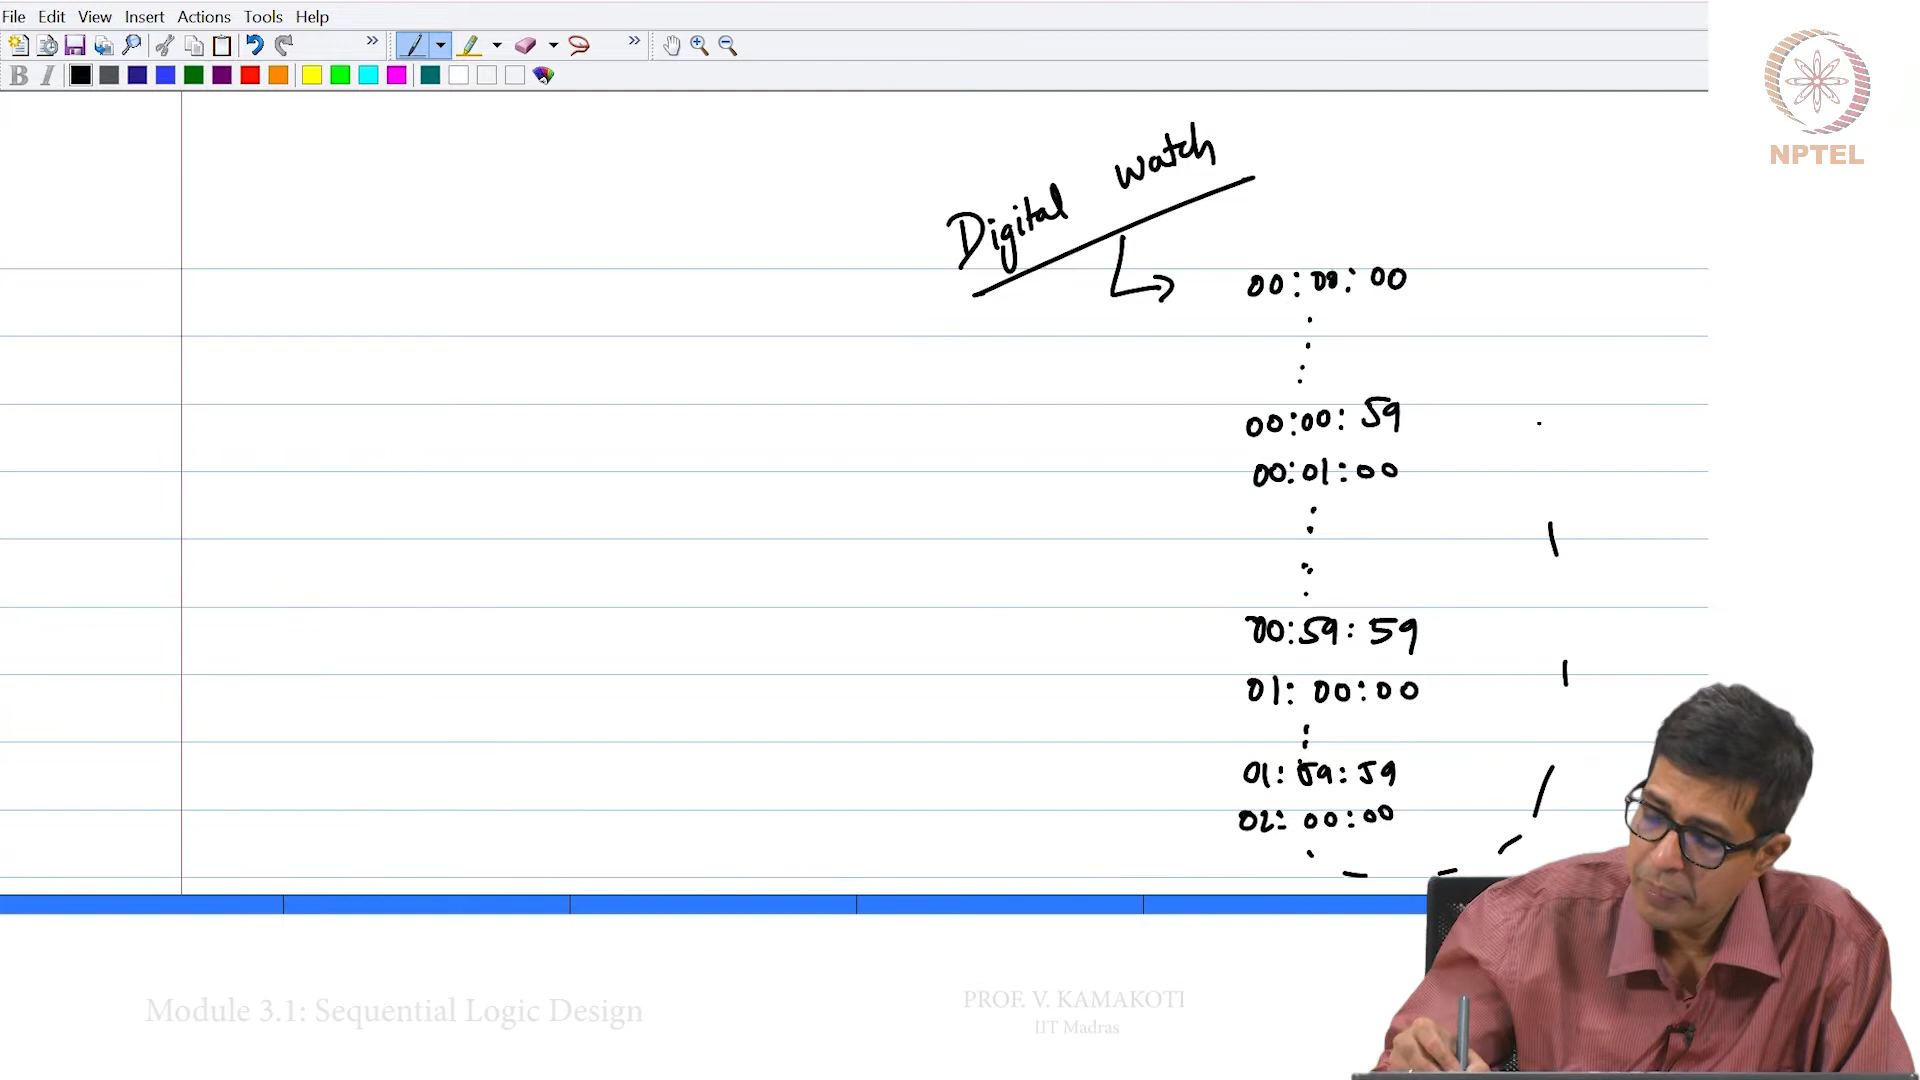 File Edit View Insert Actions Tools Help
B I
NPTEL
Digital Watch
00:00:00
00:00:59
00:01:00
00:59:59
01:00:00
01:59:59
02:00:00
Module 3.1: Sequential Logic Design
PROF. V. KAMAKOTI
IIT Madras